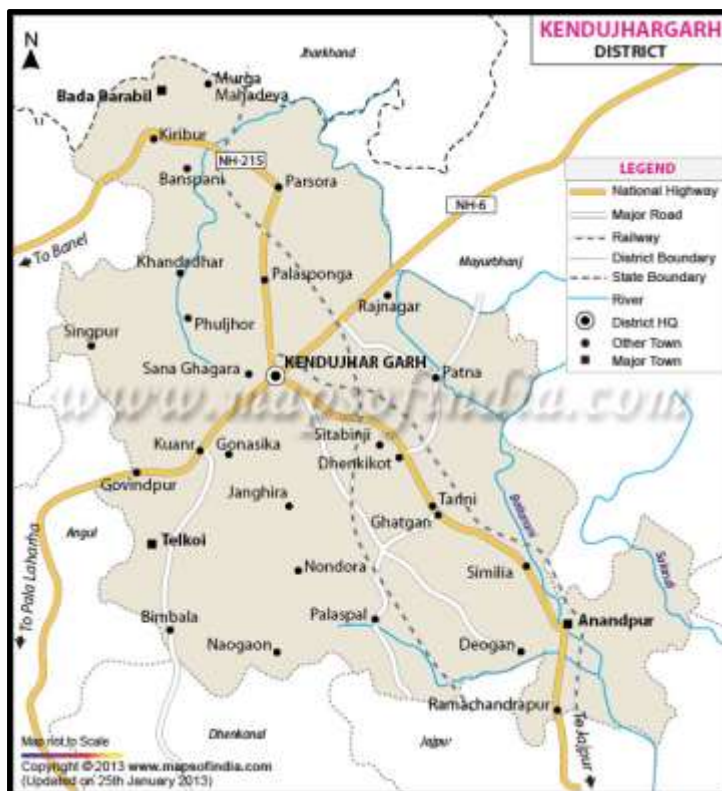 KENDUJHARGARH
DISTRICT
N
Jharkhand
Murga
Mahadeva
Bada Barabil
Kiribur
NH-215
Banspani
Parsora
LEGEND
National Highway
Major Road
Railway
District Boundary
State Boundary
River
District HQ
Other Town
Major Town
NH-6
To Banel
Khandadhar
Palasponga
Mayurbhanj
Rajnagar
Phuljhor
Singpur
KENDUJHAR GARH
Sana Ghagara
Patna
www.mapsofindia.com
Sitabinji
Kuanr
Gonasika
Dhenkikot
Govindpur
Janghira
Tarini
Ghatgan
Baitarani
Salandi
Angul
Telkoi
To Pala Laharha
Nondora
Similia
Bimbala
Palaspal
Anandpur
Naogaon
Deogan
Ramachandrapur
Dhenkanal
Jajpur
To Jajpur
Map not to Scale
Copyright © 2013 www.mapsofindia.com
(Updated on 25th January 2013)